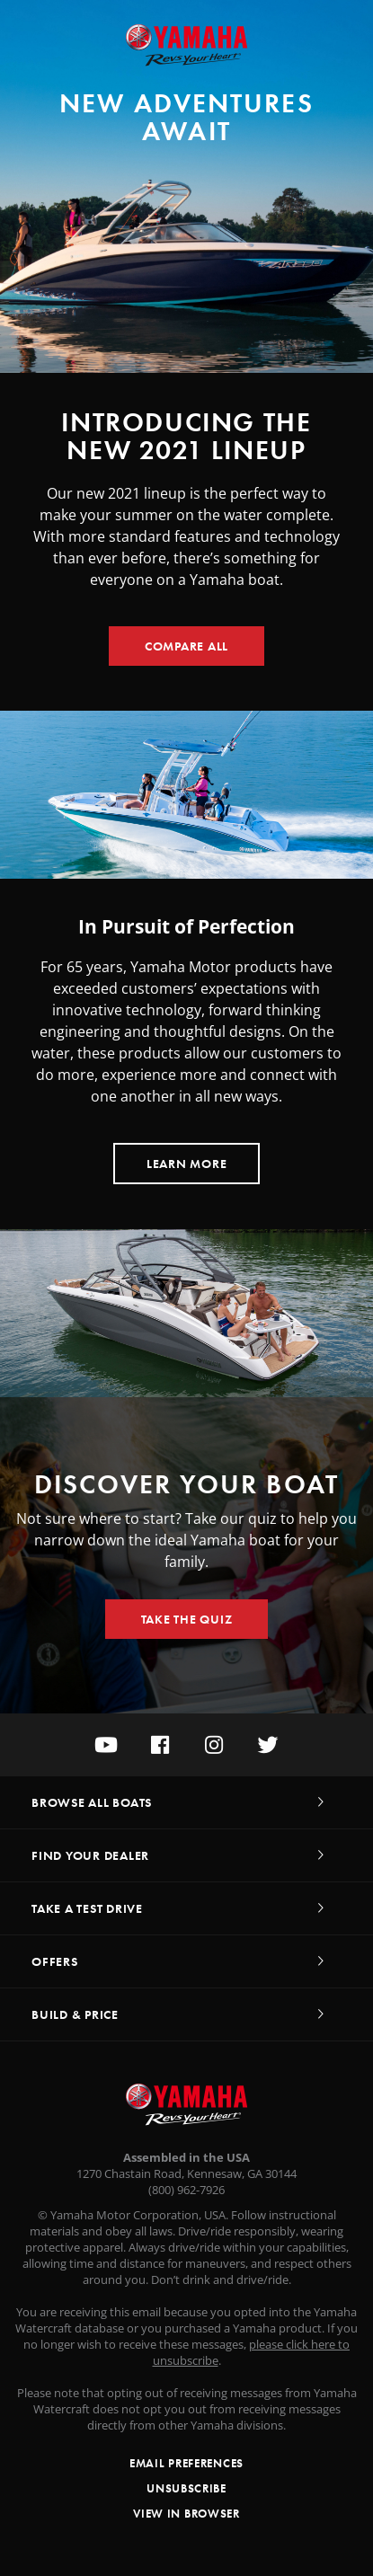 YAMAHA
Revs Your Heart
NEW ADVENTURES
AWAIT
AR250
INTRODUCING THE
NEW 2021 LINEUP
Our new 2021 lineup is the perfect way to
make your summer on the water complete.
With more standard features and technology
than ever before, there’s something for
everyone on a Yamaha boat.
COMPARE ALL
YAMAHA
In Pursuit of Perfection
For 65 years, Yamaha Motor products have
exceeded customers’ expectations with
innovative technology, forward thinking
engineering and thoughtful designs. On the
water, these products allow our customers to
do more, experience more and connect with
one another in all new ways.
LEARN MORE
DISCOVER YOUR BOAT
Not sure where to start? Take our quiz to help you
narrow down the ideal Yamaha boat for your
family.
TAKE THE QUIZ
BROWSE ALL BOATS
FIND YOUR DEALER
TAKE A TEST DRIVE
OFFERS
BUILD & PRICE
YAMAHA
Revs Your Heart
Assembled in the USA
1270 Chastain Road, Kennesaw, GA 30144
(800) 962-7926
© Yamaha Motor Corporation, USA. Follow instructional
materials and obey all laws. Drive/ride responsibly, wearing
protective apparel. Always drive/ride within your capabilities,
allowing time and distance for maneuvers, and respect others
around you. Don’t drink and drive/ride.
You are receiving this email because you opted into the Yamaha
Watercraft database or you purchased a Yamaha product. If you
no longer wish to receive these messages, please click here to
unsubscribe.
Please note that opting out of receiving messages from Yamaha
Watercraft does not opt you out from receiving messages
directly from other Yamaha divisions.
EMAIL PREFERENCES
UNSUBSCRIBE
VIEW IN BROWSER